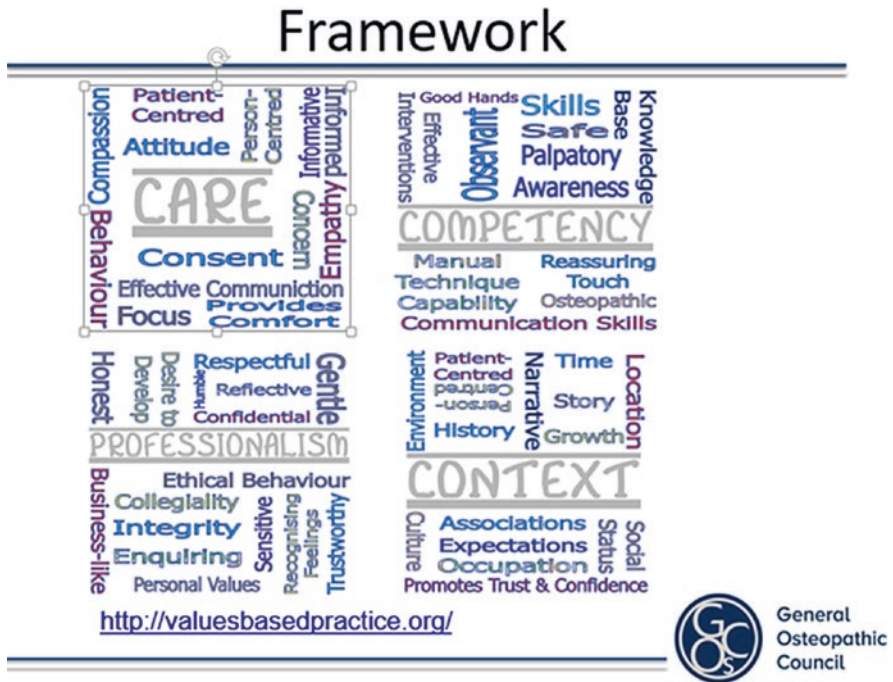 Framework
Compassion
Patient-
Centred
Person-
Centred
Informative
Informed
Attitude
CARE
Concern
Empathy
Behaviour
Consent
Effective Communiction
Focus
Provides
Comfort
Interventions
Good Hands
Effective
Observant
Skills
Safe
Palpatory
Awareness
Base
Knowledge
COMPETENCY
Manual
Technique
Capability
Reassuring
Touch
Osteopathic
Communication Skills
Honest
Develop
Desire to
Respectful
Humble
Reflective
Confidential
Gentle
PROFESSIONALISM
Business-like
Ethical Behaviour
Collegiality
Integrity
Enquiring
Personal Values
Sensitive
Recognising
Feelings
Trustworthy
Environment
Patient-
Centred
Person-
Centred
History
Narrative
Time
Story
Growth
Location
CONTEXT
Culture
Associations
Expectations
Occupation
Status
Social
Promotes Trust & Confidence
http://valuesbasedpractice.org/
GOsC
General
Osteopathic
Council